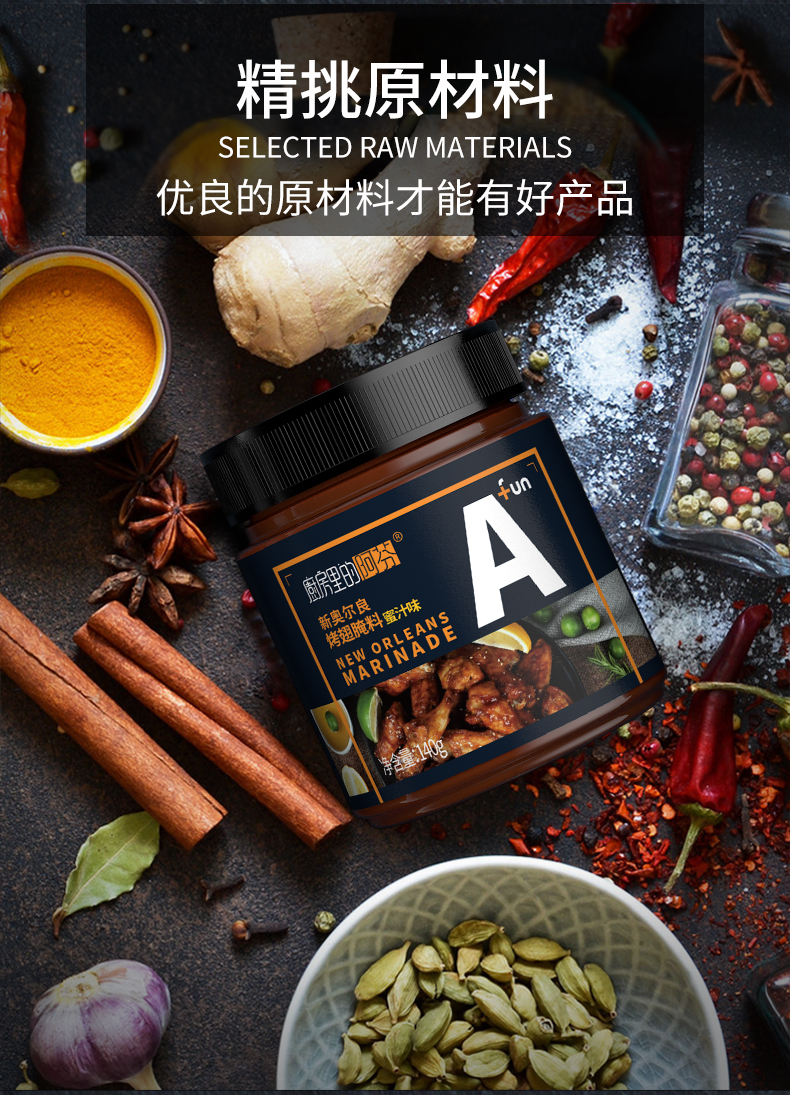 精挑原材料
SELECTED RAW MATERIALS
优良的原材料才能有好产品
A fun
厨房里的阿芬®
新奥尔良
烤翅腌料·蜜汁味
NEW ORLEANS
MARINADE
净含量:140g